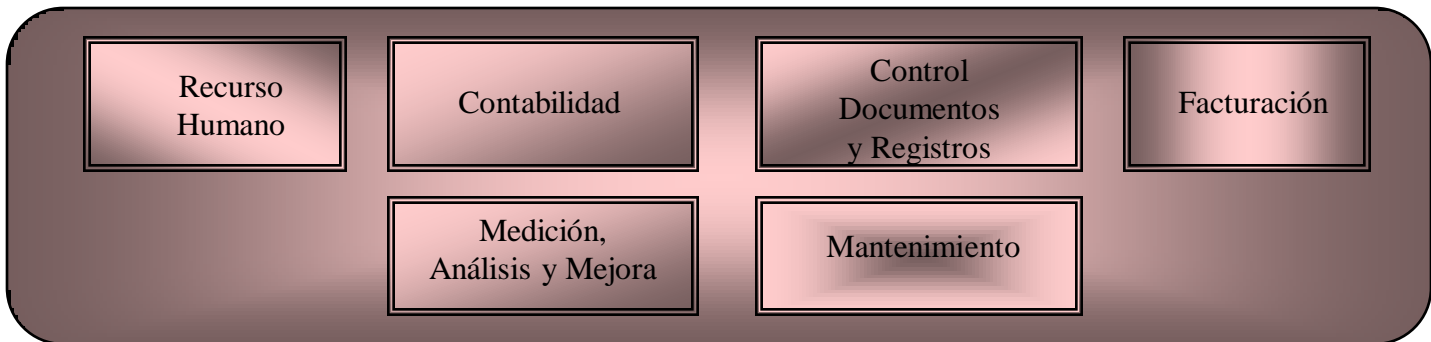 Recurso
Humano
Contabilidad
Control
Documentos
y Registros
Facturación
Medición,
Análisis y Mejora
Mantenimiento